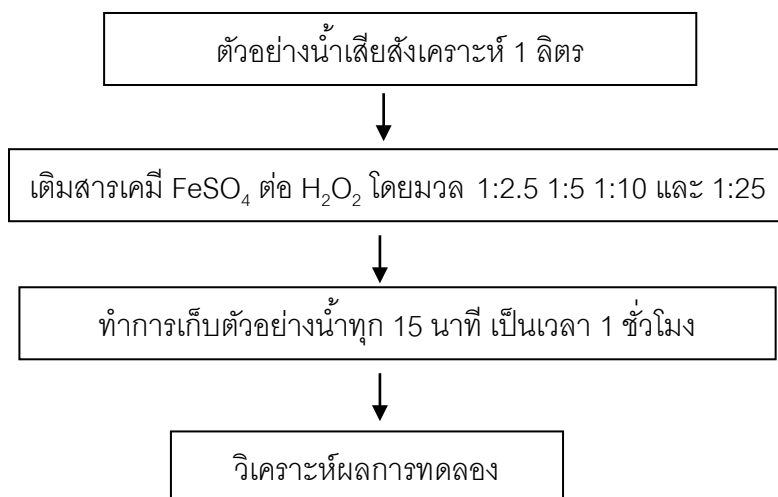 ตัวอย่างน้ำเสียสังเคราะห์ 1 ลิตร
เติมสารเคมี FeSO₄ ต่อ H₂O₂ โดยมวล 1:2.5 1:5 1:10 และ 1:25
ทำการเก็บตัวอย่างน้ำทุก 15 นาที เป็นเวลา 1 ชั่วโมง
วิเคราะห์ผลการทดลอง